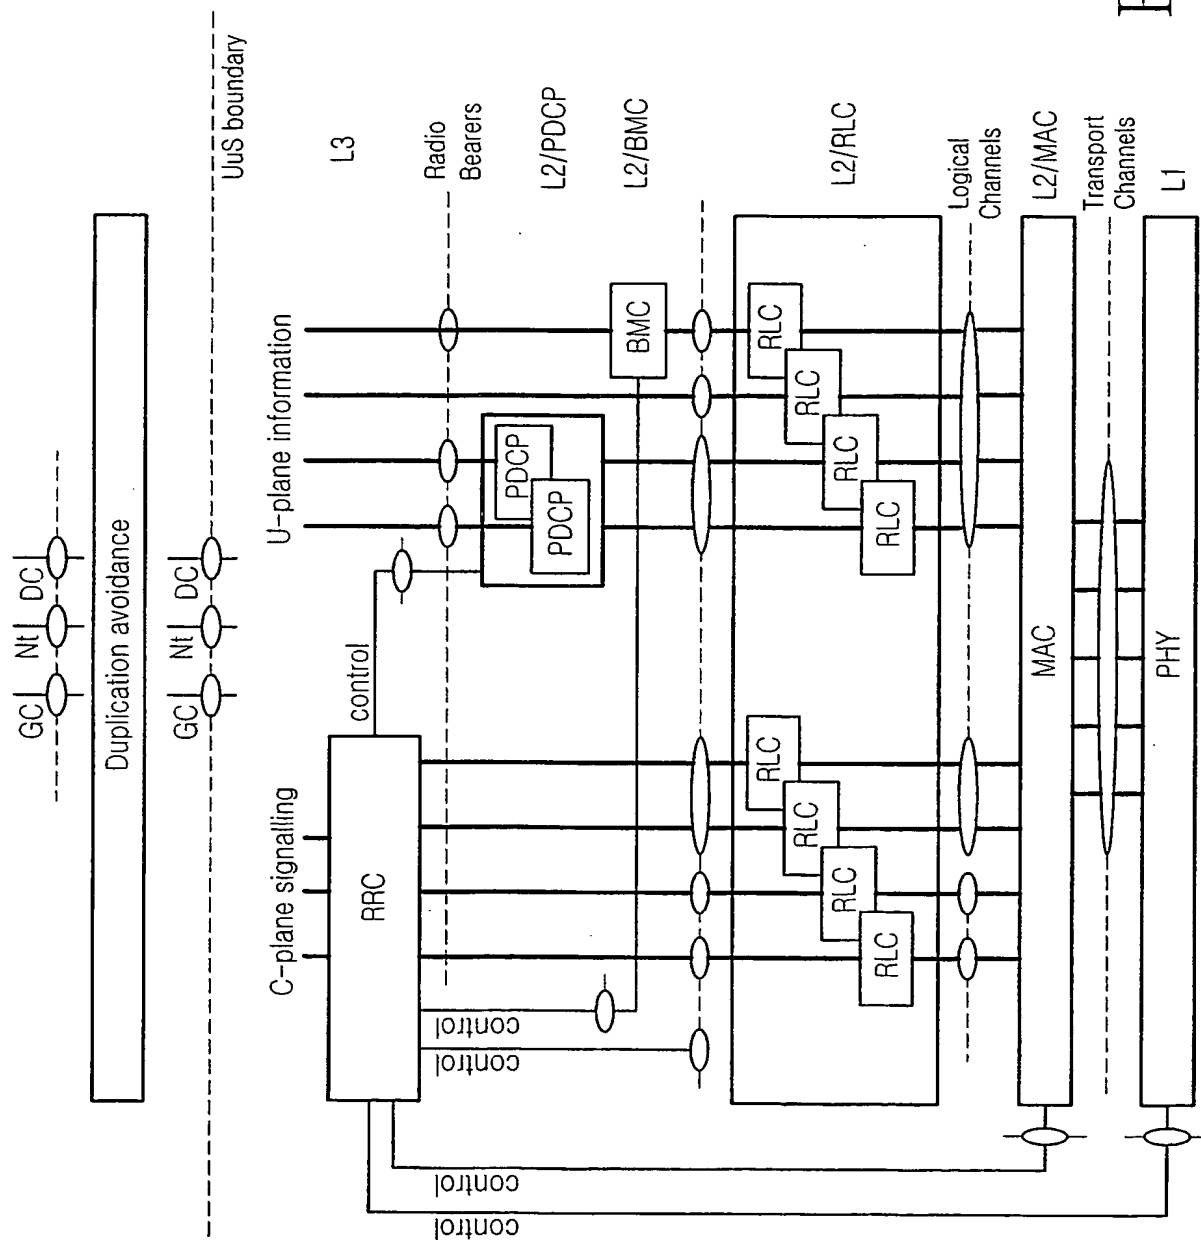 GC Nt DC
Duplication avoidance
GC Nt DC
UuS boundary
C-plane signalling
U-plane information
control
L3
RRC
Radio
Bearers
PDCP
PDCP
L2/PDCP
control
control
BMC
L2/BMC
RLC
RLC
RLC
RLC
RLC
RLC
RLC
RLC
L2/RLC
Logical
Channels
MAC
L2/MAC
Transport
Channels
PHY
L1
control
control